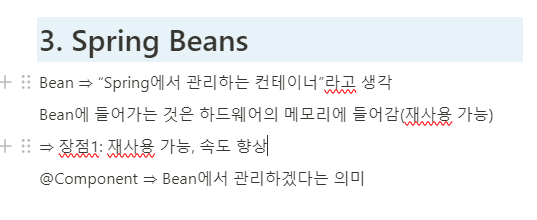 3. Spring Beans
Bean ⇒ “Spring에서 관리하는 컨테이너”라고 생각
Bean에 들어가는 것은 하드웨어의 메모리에 들어감(재사용 가능)
⇒ 장점1: 재사용 가능, 속도 향상
@Component ⇒ Bean에서 관리하겠다는 의미